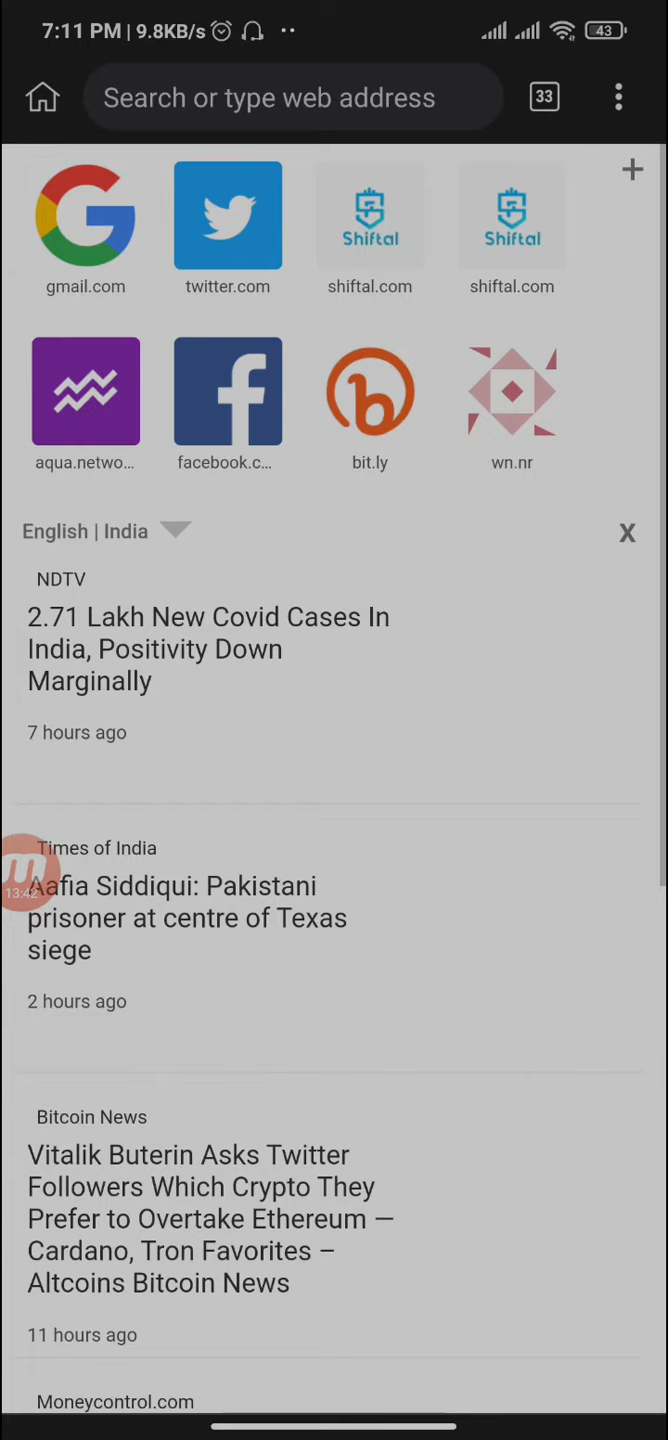 7:11 PM | 9.8KB/s 43
Search or type web address 33
Shiftal Shiftal
gmail.com twitter.com shiftal.com shiftal.com
aqua.netwo... facebook.c... bit.ly wn.nr
English | India X
NDTV
2.71 Lakh New Covid Cases In
India, Positivity Down
Marginally
7 hours ago
Times of India
13:42
Aafia Siddiqui: Pakistani
prisoner at centre of Texas
siege
2 hours ago
Bitcoin News
Vitalik Buterin Asks Twitter
Followers Which Crypto They
Prefer to Overtake Ethereum —
Cardano, Tron Favorites –
Altcoins Bitcoin News
11 hours ago
Moneycontrol.com